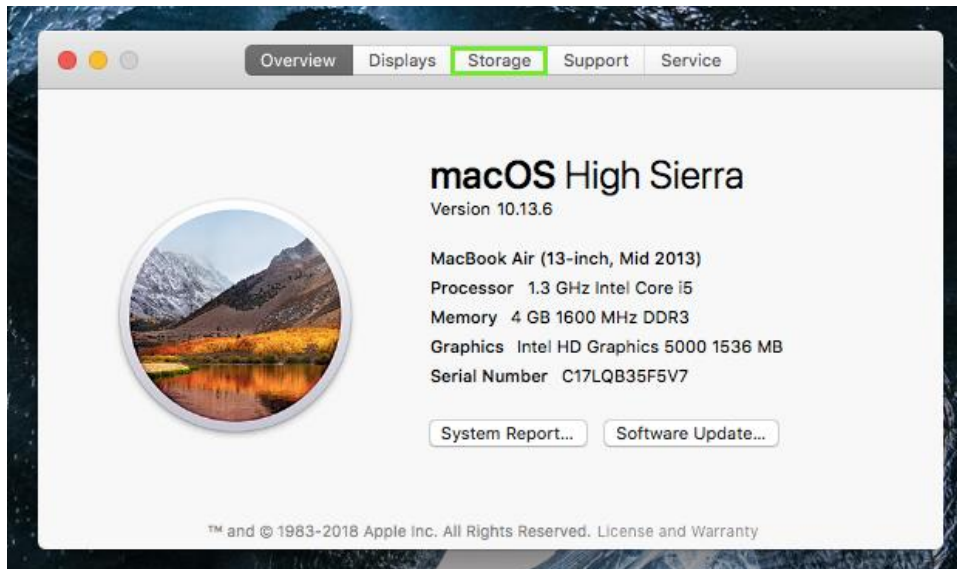 Overview Displays Storage Support Service
macOS High Sierra
Version 10.13.6
MacBook Air (13-inch, Mid 2013)
Processor 1.3 GHz Intel Core i5
Memory 4 GB 1600 MHz DDR3
Graphics Intel HD Graphics 5000 1536 MB
Serial Number C17LQB35F5V7
System Report... Software Update...
™ and © 1983-2018 Apple Inc. All Rights Reserved. License and Warranty